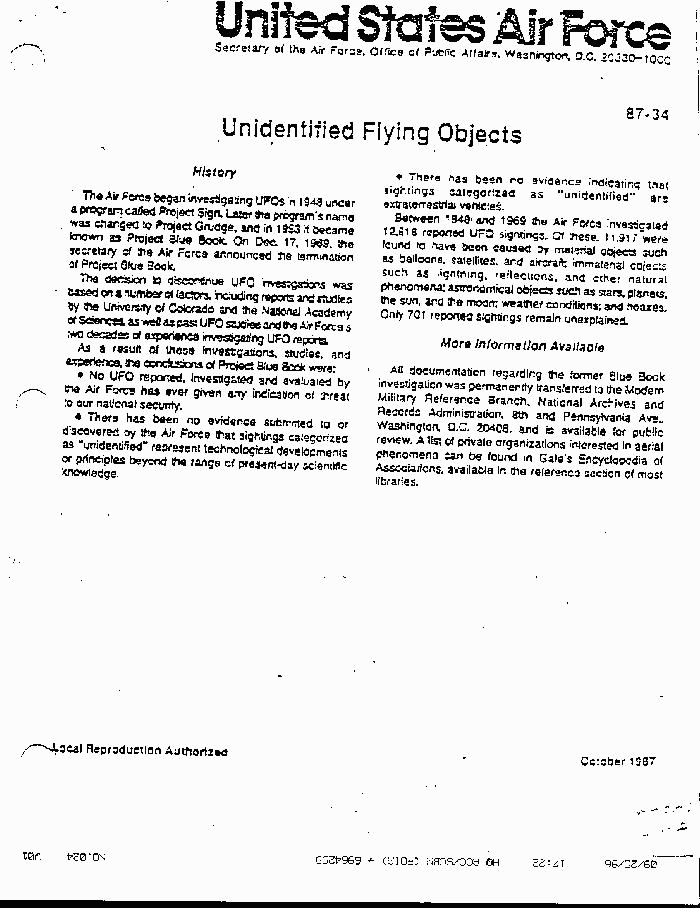 United States Air Force
Secretary of the Air Force, Office of Public Affairs, Washington, D.C. 20330-1000
87-34
Unidentified Flying Objects
History
The Air Force began investigating UFOs in 1948 under
a program called Project Sign. Later the program's name
was changed to Project Grudge, and in 1953 it became
known as Project Blue Book. On Dec. 17, 1969, the
secretary of the Air Force announced the termination
of Project Blue Book.
The decision to discontinue UFO investigations was
based on a number of factors, including reports and studies
by the University of Colorado and the National Academy
of Sciences, as well as past UFO studies and the Air Force's
two decades of experience investigating UFO reports.
As a result of these investigations, studies, and
experience, the conclusions of Project Blue Book were:
• No UFO reported, investigated and evaluated by
the Air Force has ever given any indication of threat
to our national security.
• There has been no evidence submitted to or
discovered by the Air Force that sightings categorized
as "unidentified" represent technological developments
or principles beyond the range of present-day scientific
knowledge.
• There has been no evidence indicating that
sightings categorized as "unidentified" are
extraterrestrial vehicles.
Between 1948 and 1969 the Air Force investigated
12,618 reported UFO sightings. Of these, 11,917 were
found to have been caused by material objects such
as balloons, satellites, and aircraft; immaterial objects
such as lightning, reflections, and other natural
phenomena; astronomical objects such as stars, planets,
the sun, and the moon; weather conditions; and hoaxes.
Only 701 reported sightings remain unexplained.
More Information Available
All documentation regarding the former Blue Book
investigation was permanently transferred to the Modern
Military Reference Branch, National Archives and
Records Administration, 8th and Pennsylvania Ave.,
Washington, D.C. 20408, and is available for public
review. A list of private organizations interested in aerial
phenomena can be found in Gale's Encyclopedia of
Associations, available in the reference section of most
libraries.
Local Reproduction Authorized
October 1987
NO.024